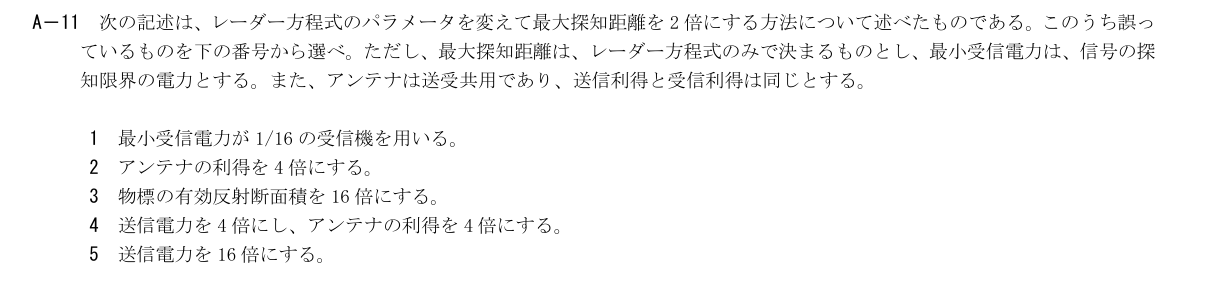 A－11　次の記述は、レーダー方程式のパラメータを変えて最大探知距離を 2 倍にする方法について述べたものである。このうち誤っ
ているものを下の番号から選べ。ただし、最大探知距離は、レーダー方程式のみで決まるものとし、最小受信電力は、信号の探
知限界の電力とする。また、アンテナは送受共用であり、送信利得と受信利得は同じとする。
1　最小受信電力が 1/16 の受信機を用いる。
2　アンテナの利得を 4 倍にする。
3　物標の有効反射断面積を 16 倍にする。
4　送信電力を 4 倍にし、アンテナの利得を 4 倍にする。
5　送信電力を 16 倍にする。